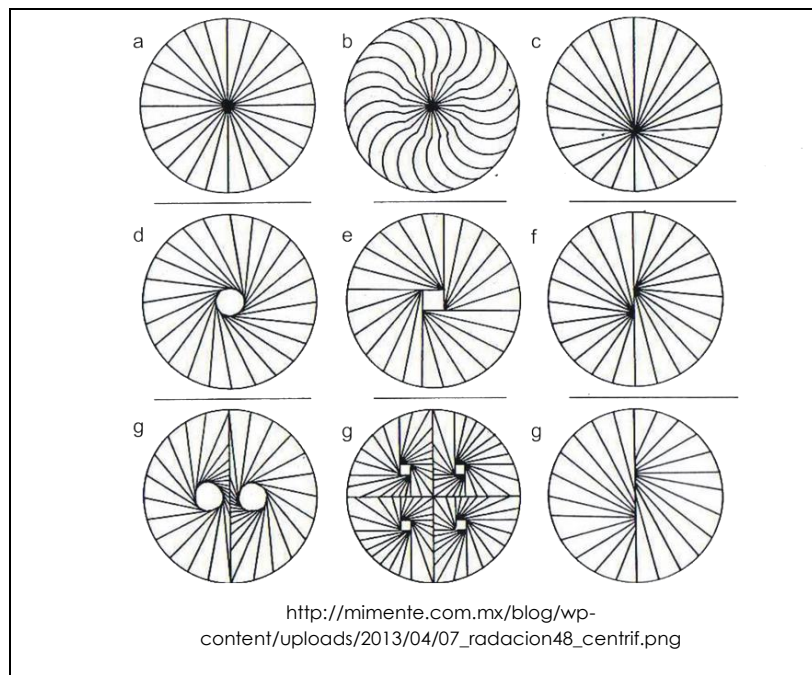 a b c
d e f
g g g
http://mimente.com.mx/blog/wp-
content/uploads/2013/04/07_radacion48_centrif.png